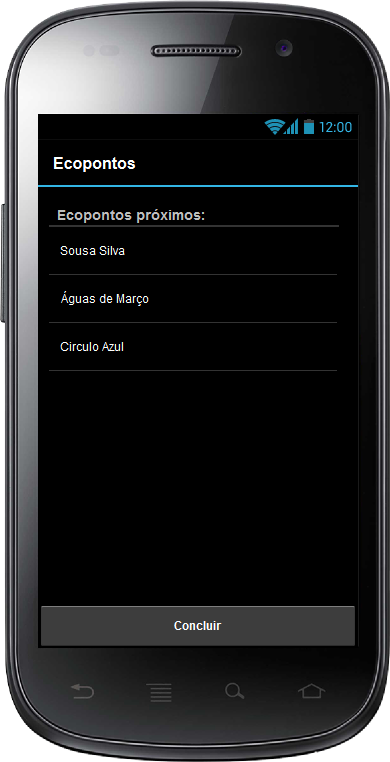 12:00
Ecopontos
Ecopontos próximos:
Sousa Silva
Águas de Março
Circulo Azul
Concluir